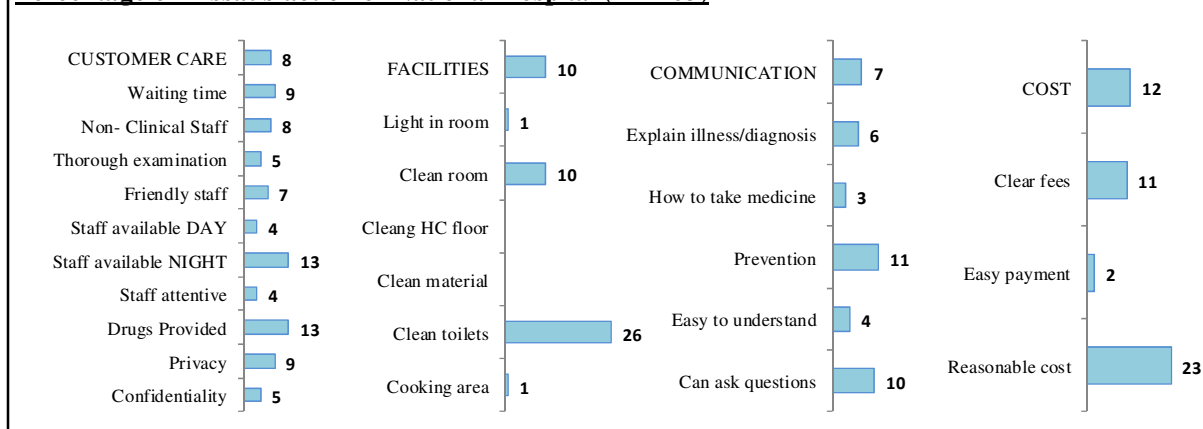 CUSTOMER CARE 8
Waiting time 9
Non- Clinical Staff 8
Thorough examination 5
Friendly staff 7
Staff available DAY 4
Staff available NIGHT 13
Staff attentive 4
Drugs Provided 13
Privacy 9
Confidentiality 5
FACILITIES 10
Light in room 1
Clean room 10
Cleang HC floor
Clean material
Clean toilets 26
Cooking area 1
COMMUNICATION 7
Explain illness/diagnosis 6
How to take medicine 3
Prevention 11
Easy to understand 4
Can ask questions 10
COST 12
Clear fees 11
Easy payment 2
Reasonable cost 23